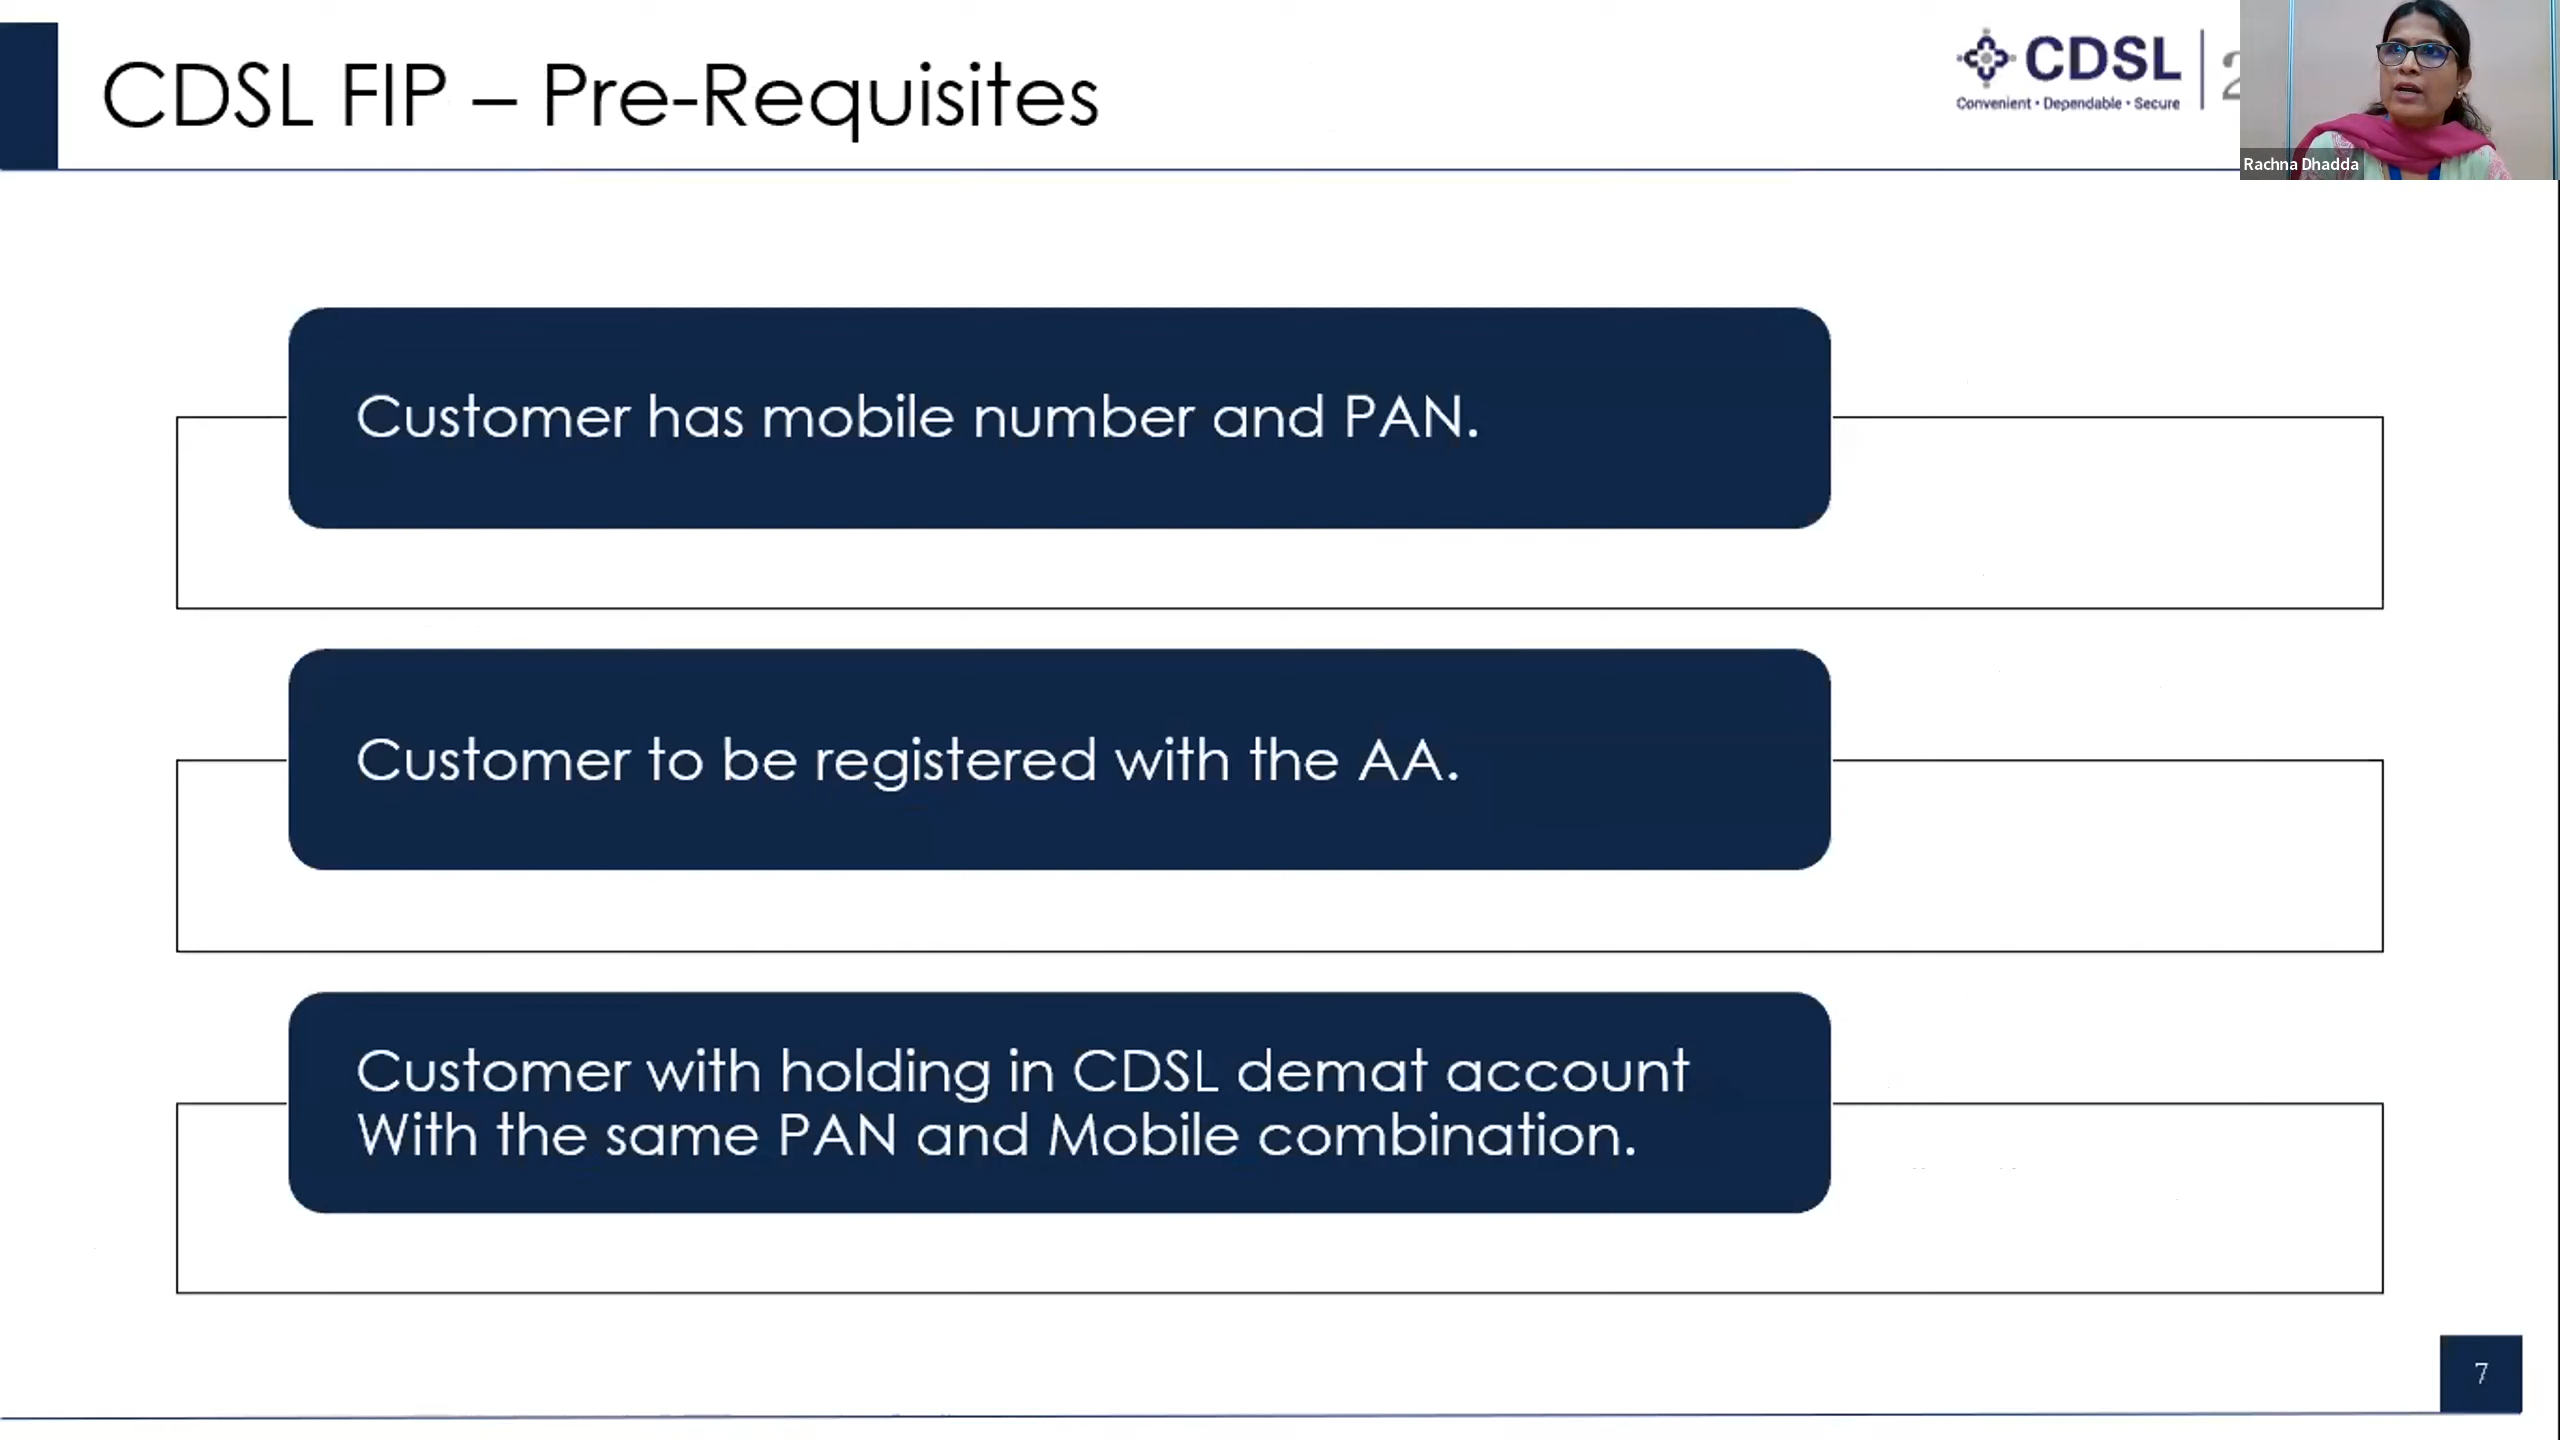 CDSL FIP – Pre-Requisites
CDSL
Convenient • Dependable • Secure
Rachna Dhadda
Customer has mobile number and PAN.
Customer to be registered with the AA.
Customer with holding in CDSL demat account
With the same PAN and Mobile combination.
7